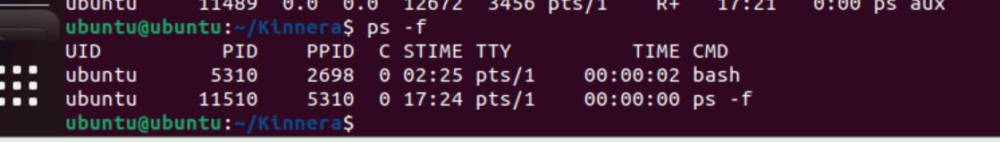 ubuntu 11489 0.0 0.0 12672 3456 pts/1 R+ 17:21 0:00 ps aux
ubuntu@ubuntu:~/Kinnera$ ps -f
UID PID PPID C STIME TTY TIME CMD
ubuntu 5310 2698 0 02:25 pts/1 00:00:02 bash
ubuntu 11510 5310 0 17:24 pts/1 00:00:00 ps -f
ubuntu@ubuntu:~/Kinnera$